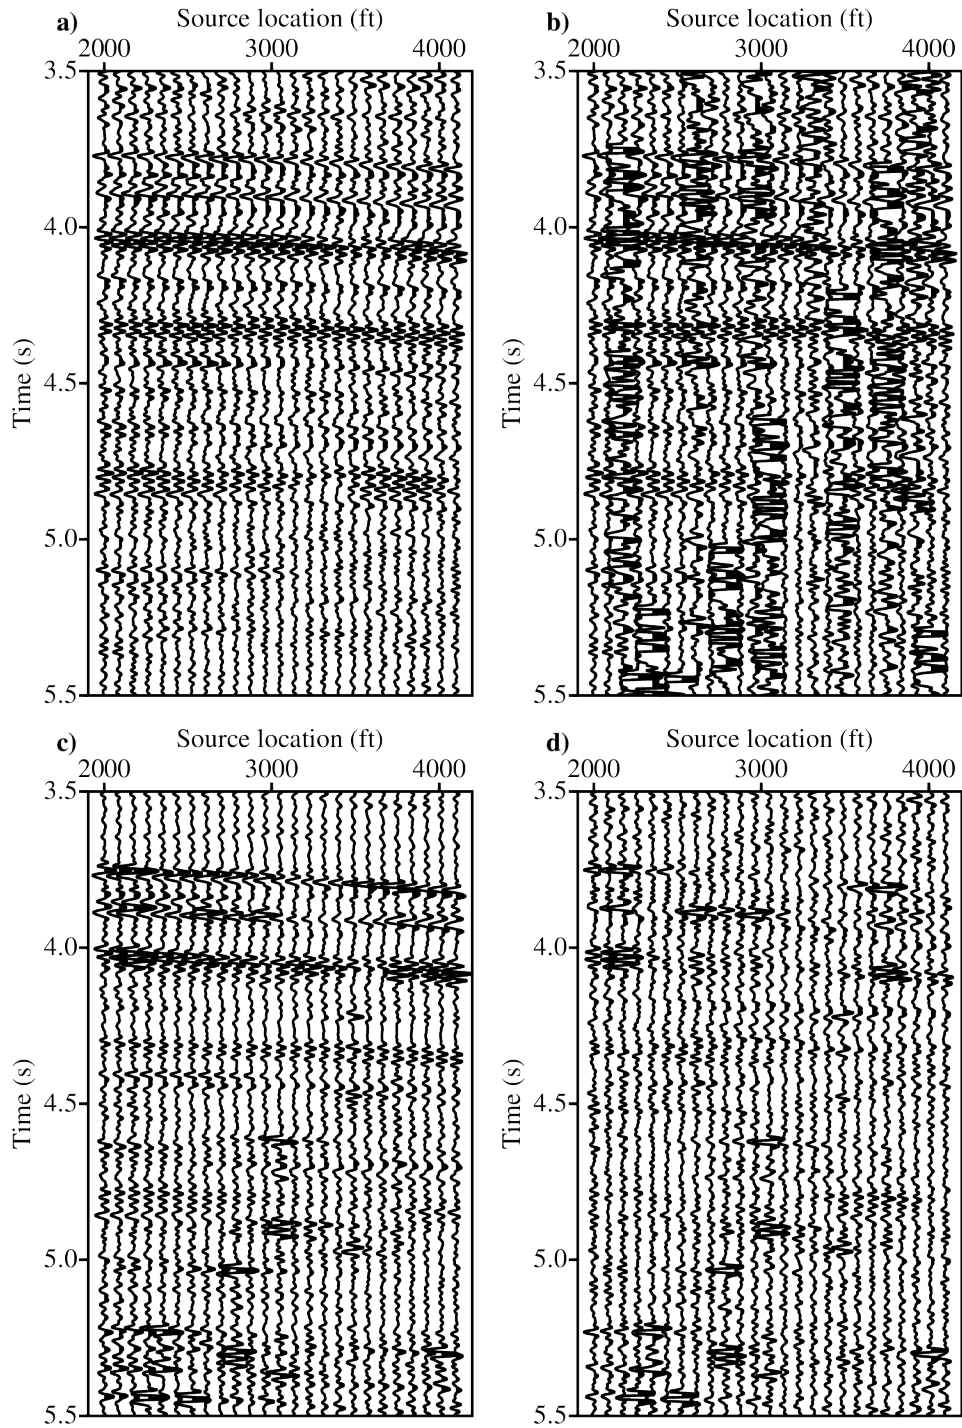 a) Source location (ft)
2000 3000 4000
3.5
4.0
4.5
5.0
5.5
Time (s)
b) Source location (ft)
2000 3000 4000
3.5
4.0
4.5
5.0
5.5
Time (s)
c) Source location (ft)
2000 3000 4000
3.5
4.0
4.5
5.0
5.5
Time (s)
d) Source location (ft)
2000 3000 4000
3.5
4.0
4.5
5.0
5.5
Time (s)